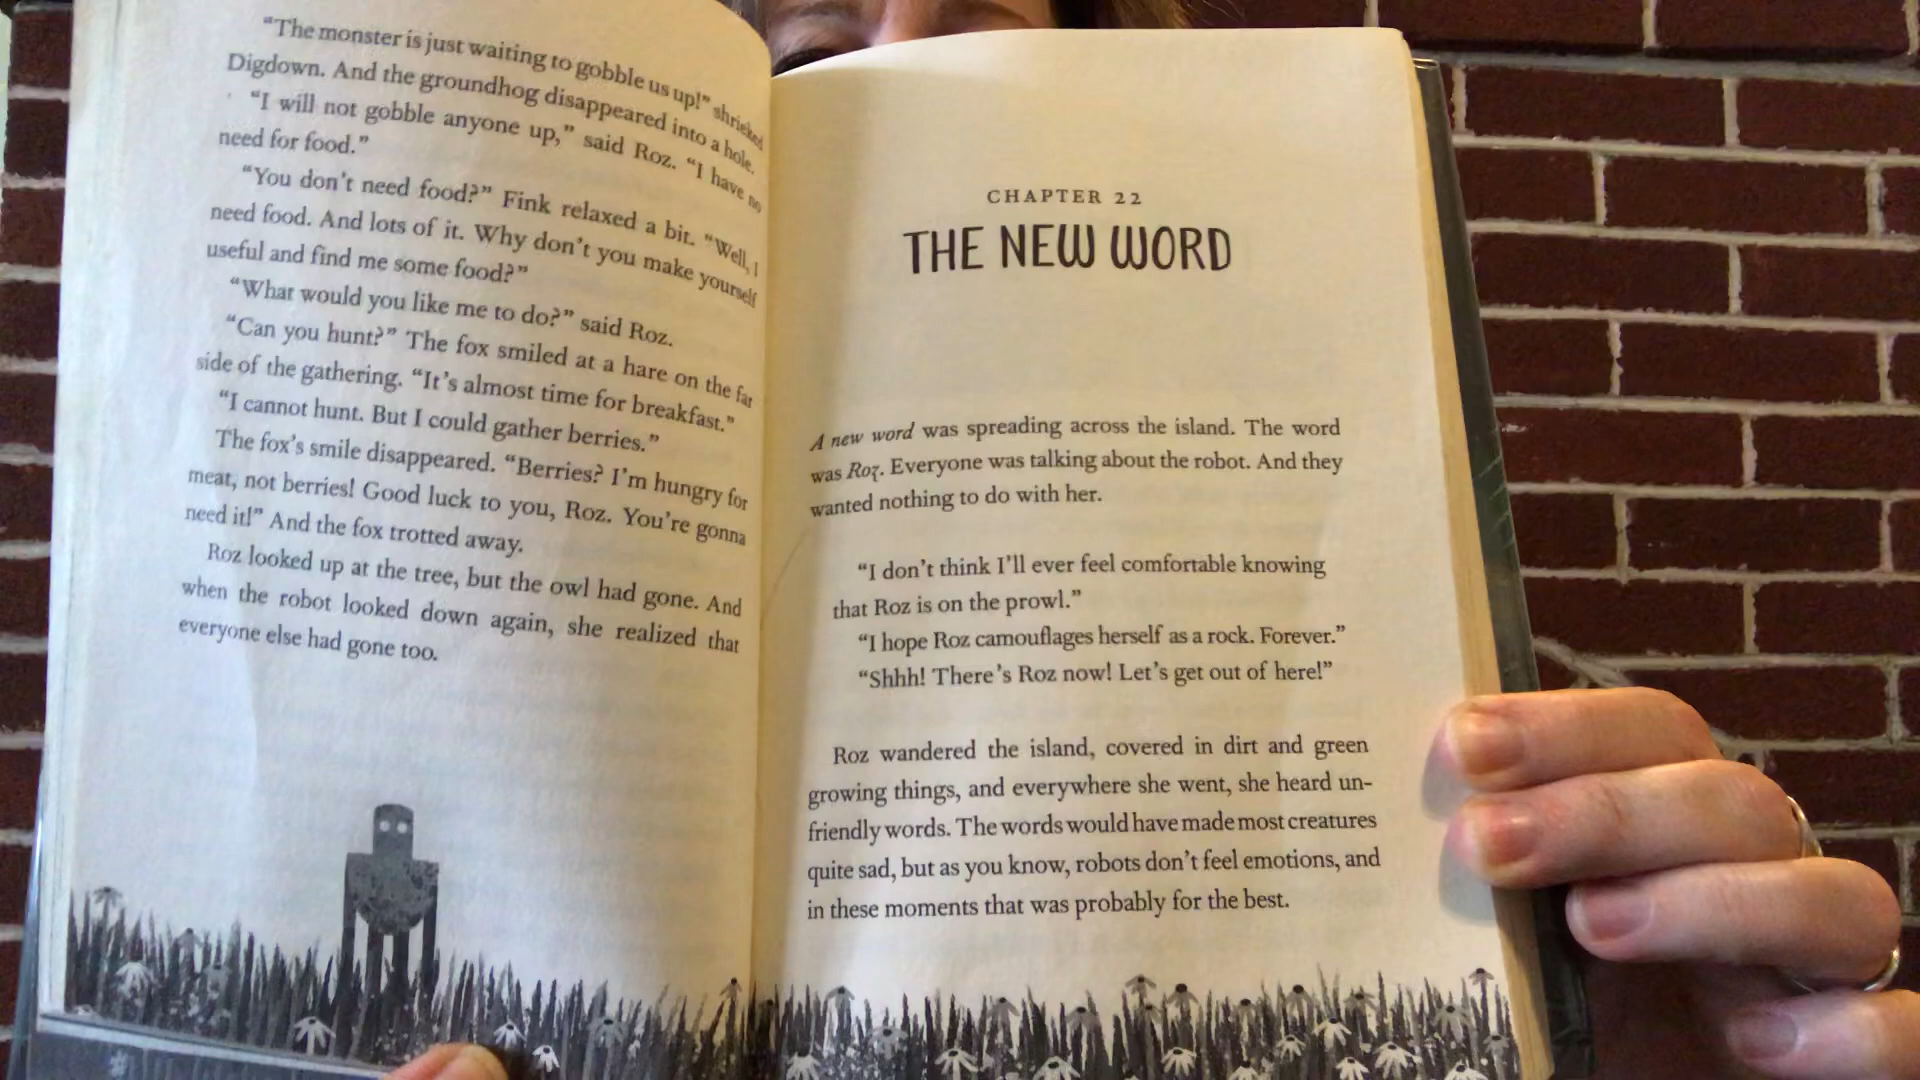 “The monster is just waiting to gobble us up!” shrieked
Digdown. And the groundhog disappeared into a hole.
“I will not gobble anyone up,” said Roz. “I have no
need for food.”
“You don’t need food?” Fink relaxed a bit. “Well, I
need food. And lots of it. Why don’t you make yourself
useful and find me some food?”
“What would you like me to do?” said Roz.
“Can you hunt?” The fox smiled at a hare on the far
side of the gathering. “It’s almost time for breakfast.”
“I cannot hunt. But I could gather berries.”
The fox’s smile disappeared. “Berries? I’m hungry for
meat, not berries! Good luck to you, Roz. You’re gonna
need it!” And the fox trotted away.
Roz looked up at the tree, but the owl had gone. And
when the robot looked down again, she realized that
everyone else had gone too.
CHAPTER 22
THE NEW WORD
A new word was spreading across the island. The word
was Roz. Everyone was talking about the robot. And they
wanted nothing to do with her.
“I don’t think I’ll ever feel comfortable knowing
that Roz is on the prowl.”
“I hope Roz camouflages herself as a rock. Forever.”
“Shhh! There’s Roz now! Let’s get out of here!”
Roz wandered the island, covered in dirt and green
growing things, and everywhere she went, she heard un-
friendly words. The words would have made most creatures
quite sad, but as you know, robots don’t feel emotions, and
in these moments that was probably for the best.